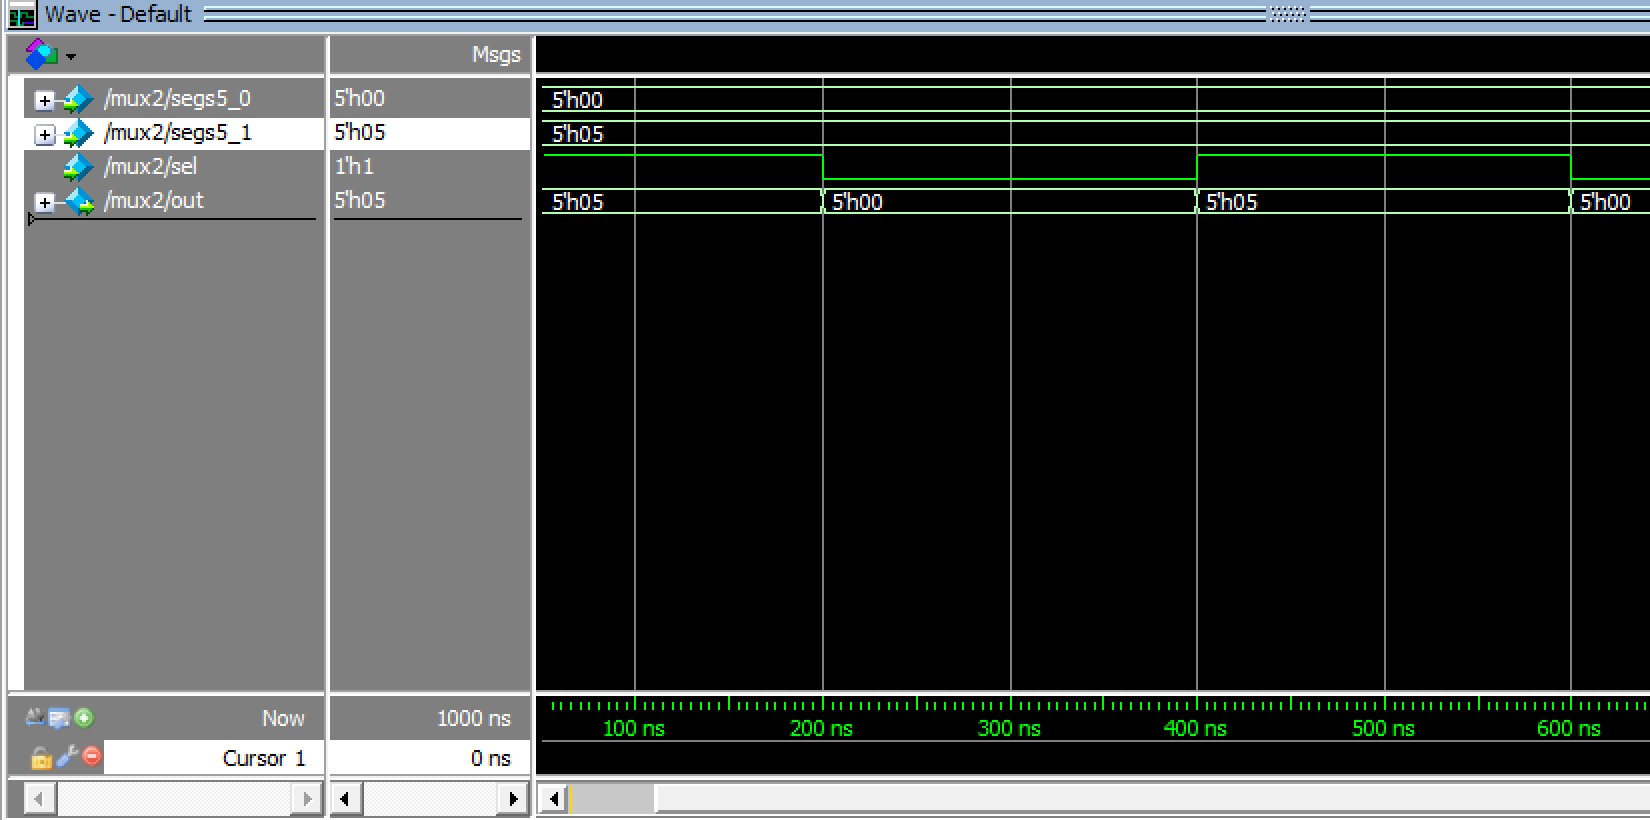 Wave - Default
Msgs
/mux2/segs5_0 5'h00 5'h00
/mux2/segs5_1 5'h05 5'h05
/mux2/sel 1'h1
/mux2/out 5'h05 5'h05 5'h00 5'h05 5'h00
Now 1000 ns 100 ns 200 ns 300 ns 400 ns 500 ns 600 ns
Cursor 1 0 ns